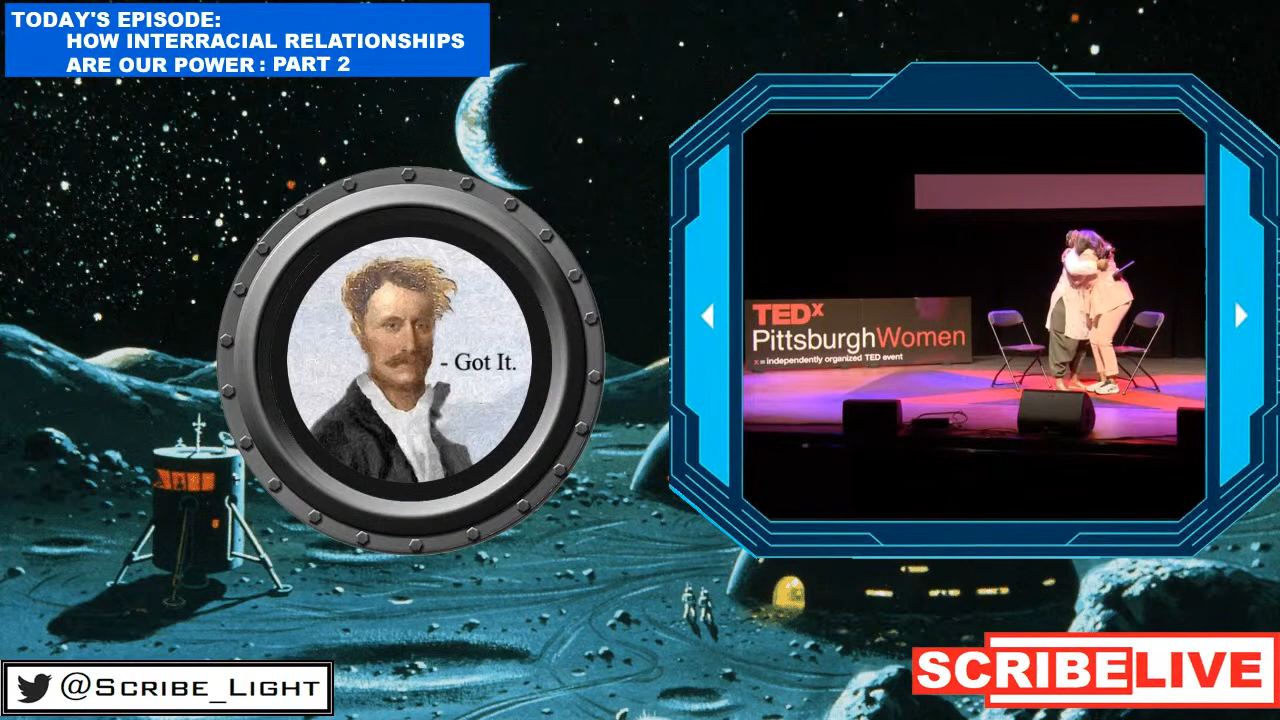 TODAY'S EPISODE:
HOW INTERRACIAL RELATIONSHIPS
ARE OUR POWER: PART 2
- Got It.
TEDx
PittsburghWomen
x = independently organized TED event
@SCRIBE_LIGHT
SCRIBELIVE